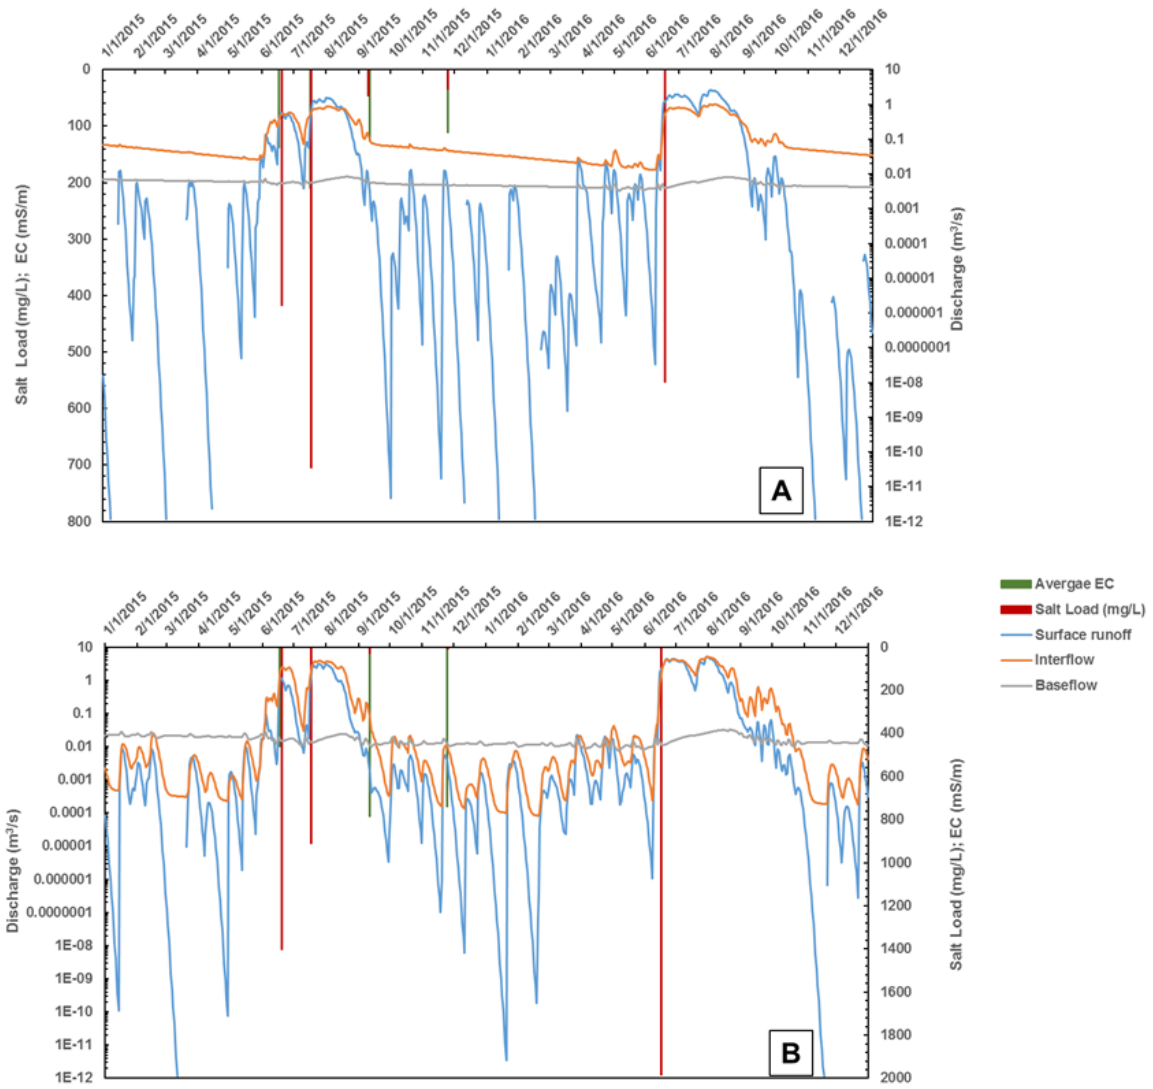 1/1/2015 2/1/2015 3/1/2015 4/1/2015 5/1/2015 6/1/2015 7/1/2015 8/1/2015 9/1/2015 10/1/2015 11/1/2015 12/1/2015 1/1/2016 2/1/2016 3/1/2016 4/1/2016 5/1/2016 6/1/2016 7/1/2016 8/1/2016 9/1/2016 10/1/2016 11/1/2016 12/1/2016
Salt Load (mg/L); EC (mS/m)
0
100
200
300
400
500
600
700
800
10
1
0.1
0.01
0.001
0.0001
0.00001
0.000001
0.0000001
1E-08
1E-09
1E-10
1E-11
1E-12
Discharge (m³/s)
A
1/1/2015 2/1/2015 3/1/2015 4/1/2015 5/1/2015 6/1/2015 7/1/2015 8/1/2015 9/1/2015 10/1/2015 11/1/2015 12/1/2015 1/1/2016 2/1/2016 3/1/2016 4/1/2016 5/1/2016 6/1/2016 7/1/2016 8/1/2016 9/1/2016 10/1/2016 11/1/2016 12/1/2016
Discharge (m³/s)
10
1
0.1
0.01
0.001
0.0001
0.00001
0.000001
0.0000001
1E-08
1E-09
1E-10
1E-11
1E-12
0
200
400
600
800
1000
1200
1400
1600
1800
2000
Salt Load (mg/L); EC (mS/m)
B
Avergae EC
Salt Load (mg/L)
Surface runoff
Interflow
Baseflow